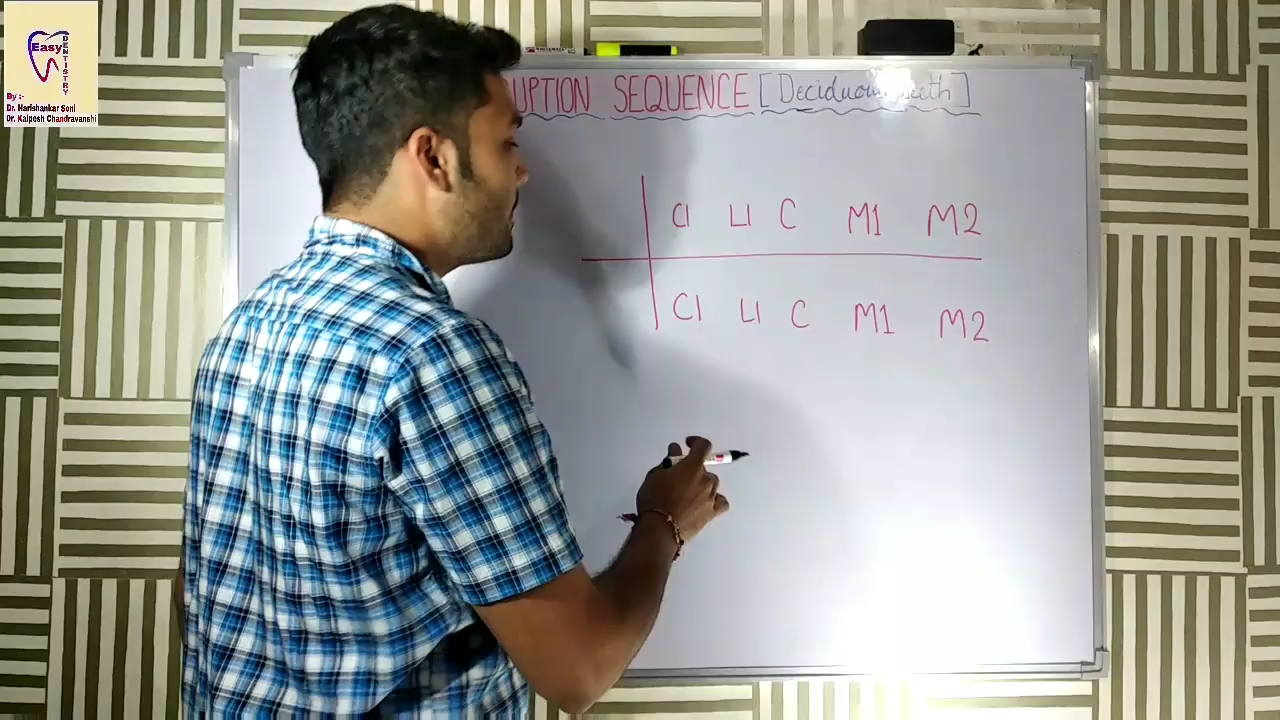 Easy
DENTISTRY
By :-
Dr. Harishankar Soni
Dr. Kalpesh Chandravanshi
UPTION SEQUENCE [Deciduous Teeth]
CI LI C M1 M2
CI LI C M1 M2